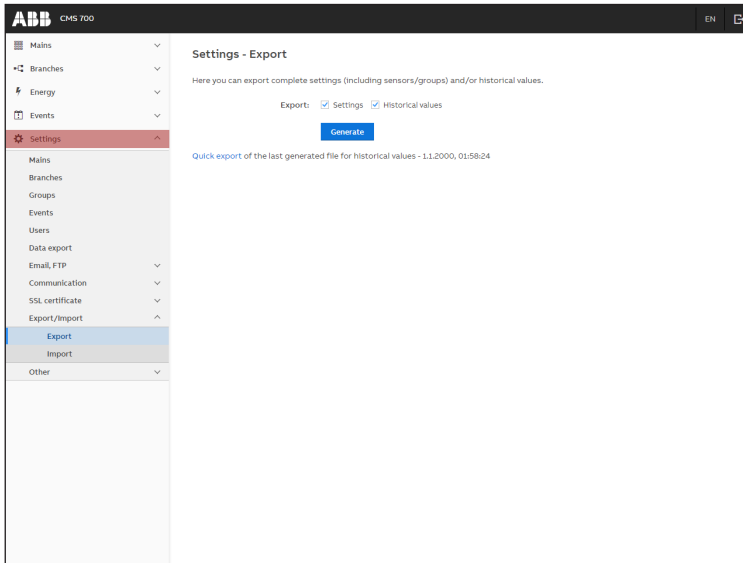 ABB CMS 700
EN
Mains
Branches
Energy
Events
Settings
Mains
Branches
Groups
Events
Users
Data export
Email, FTP
Communication
SSL certificate
Export/Import
Export
Import
Other
Settings - Export
Here you can export complete settings (including sensors/groups) and/or historical values.
Export: Settings Historical values
Generate
Quick export of the last generated file for historical values - 1.1.2000, 01:58:24